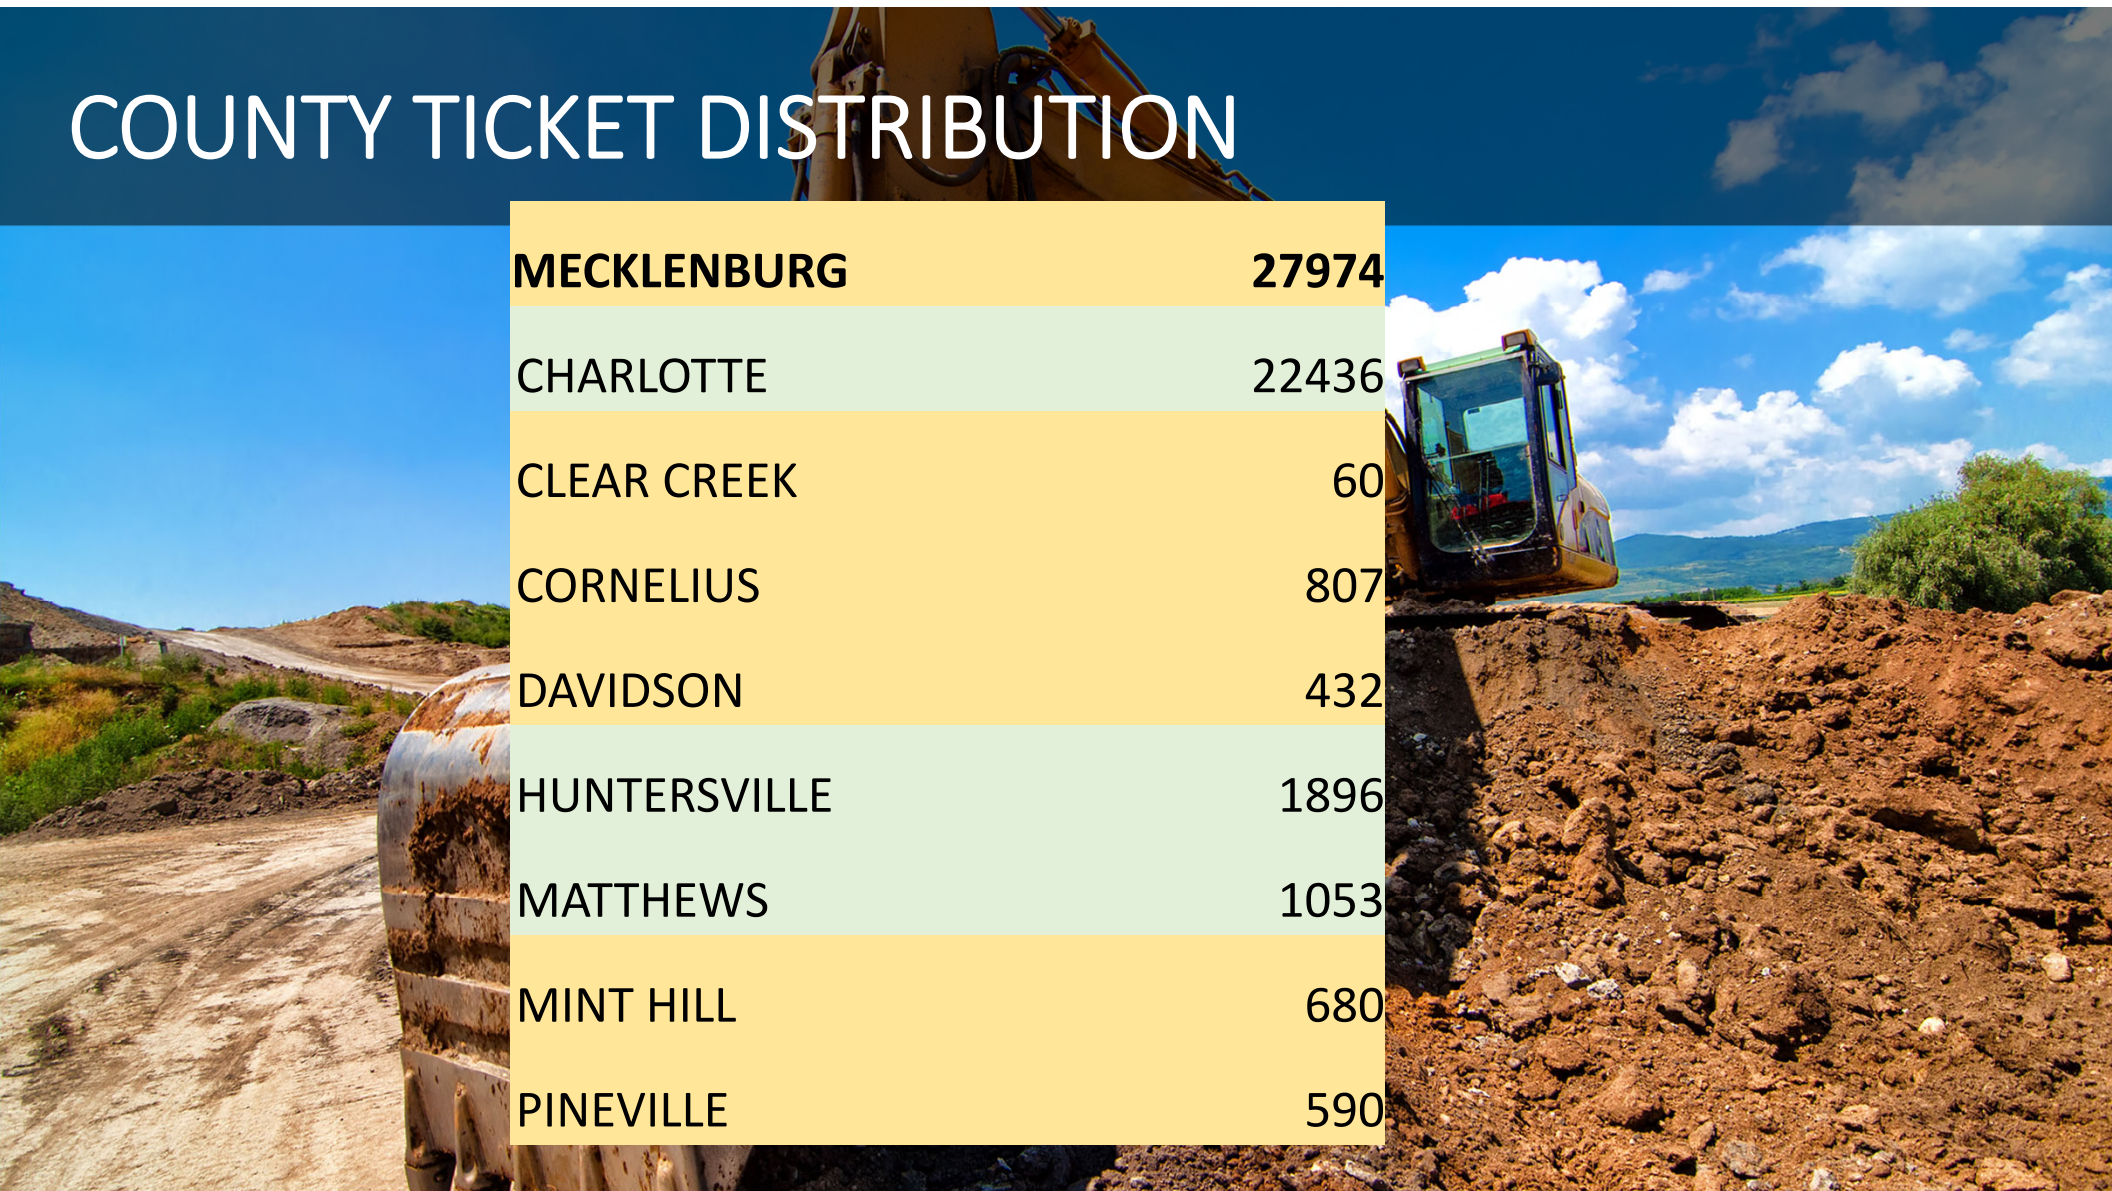 COUNTY TICKET DISTRIBUTION
MECKLENBURG 27974
CHARLOTTE 22436
CLEAR CREEK 60
CORNELIUS 807
DAVIDSON 432
HUNTERSVILLE 1896
MATTHEWS 1053
MINT HILL 680
PINEVILLE 590